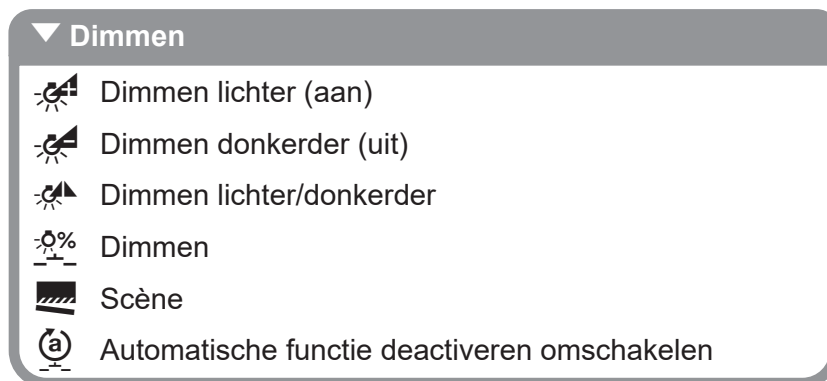 Dimmen
Dimmen lichter (aan)
Dimmen donkerder (uit)
Dimmen lichter/donkerder
% Dimmen
Scène
a Automatische functie deactiveren omschakelen